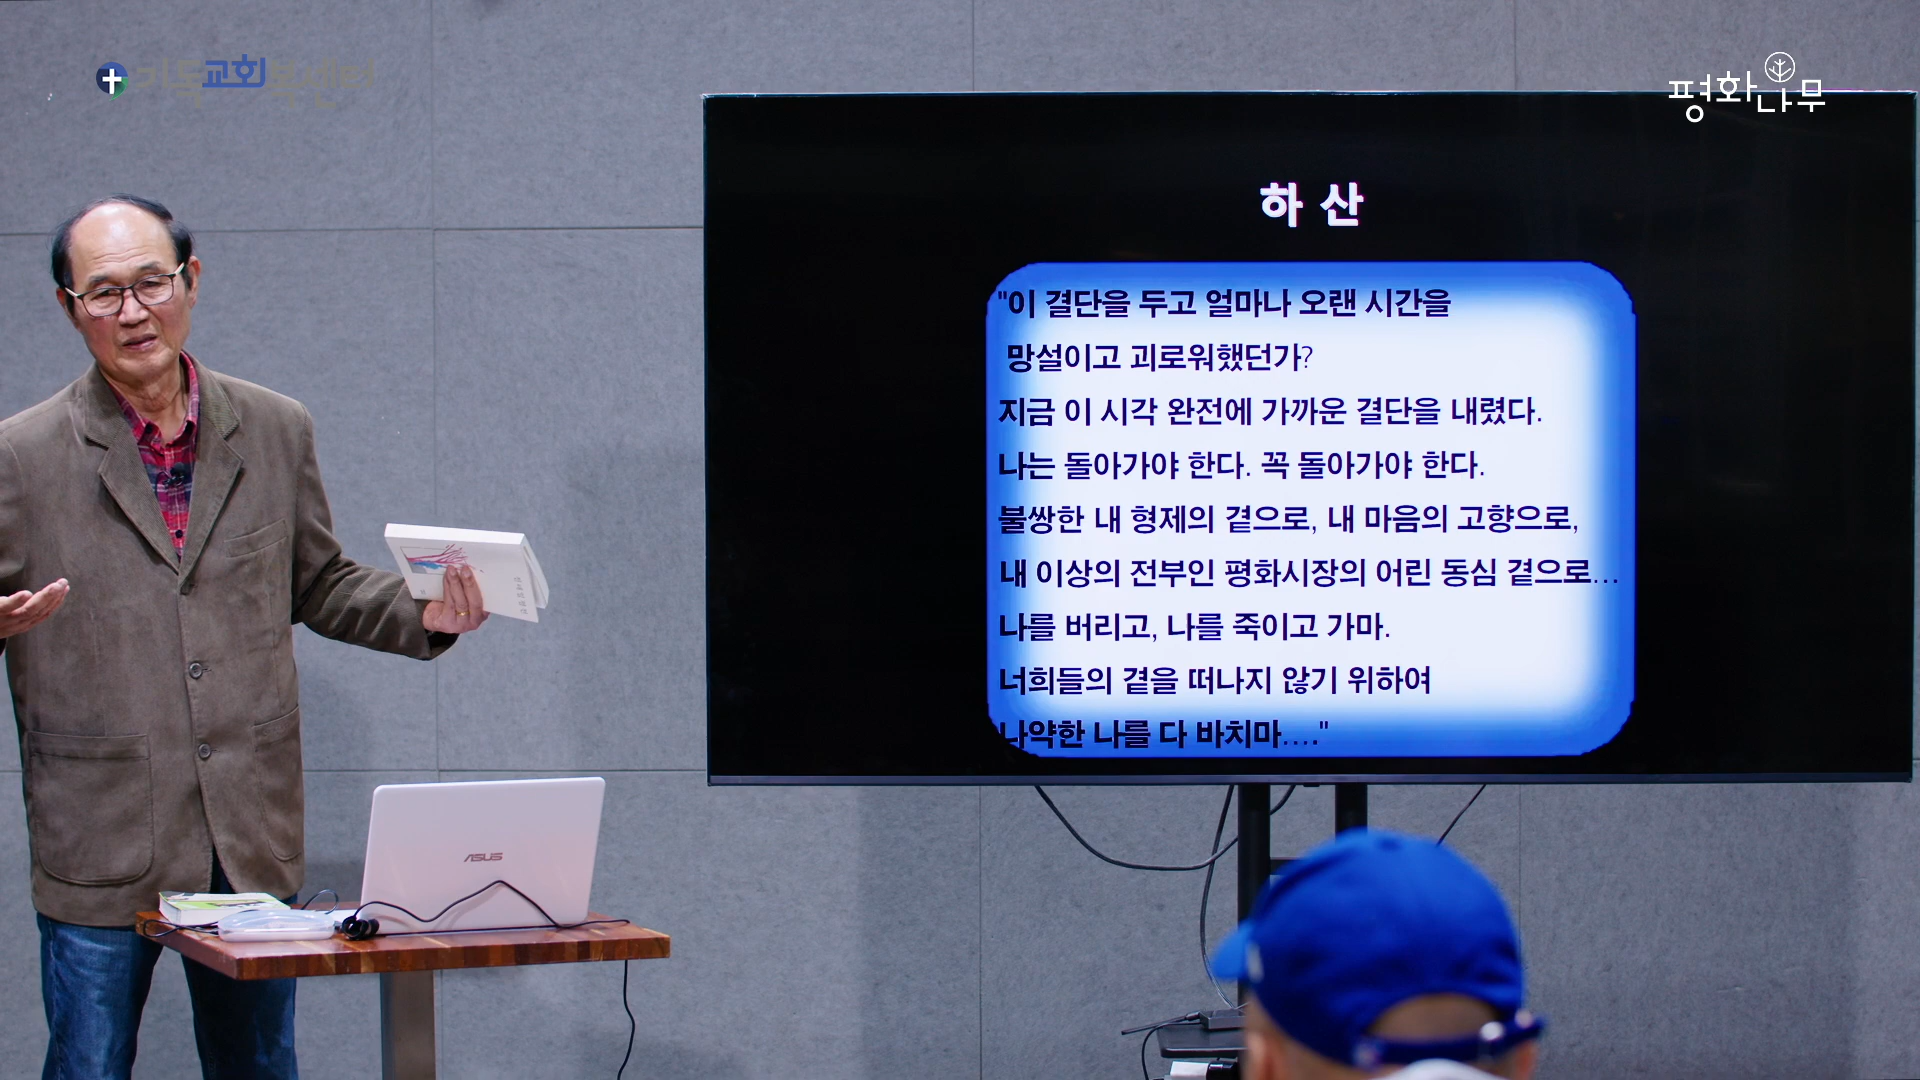 기독교회복센터
평화나무
하 산
"이 결단을 두고 얼마나 오랜 시간을
망설이고 괴로워했던가?
지금 이 시각 완전에 가까운 결단을 내렸다.
나는 돌아가야 한다. 꼭 돌아가야 한다.
불쌍한 내 형제의 곁으로, 내 마음의 고향으로,
내 이상의 전부인 평화시장의 어린 동심 곁으로...
나를 버리고, 나를 죽이고 가마.
너희들의 곁을 떠나지 않기 위하여
나약한 나를 다 바치마...."
ASUS